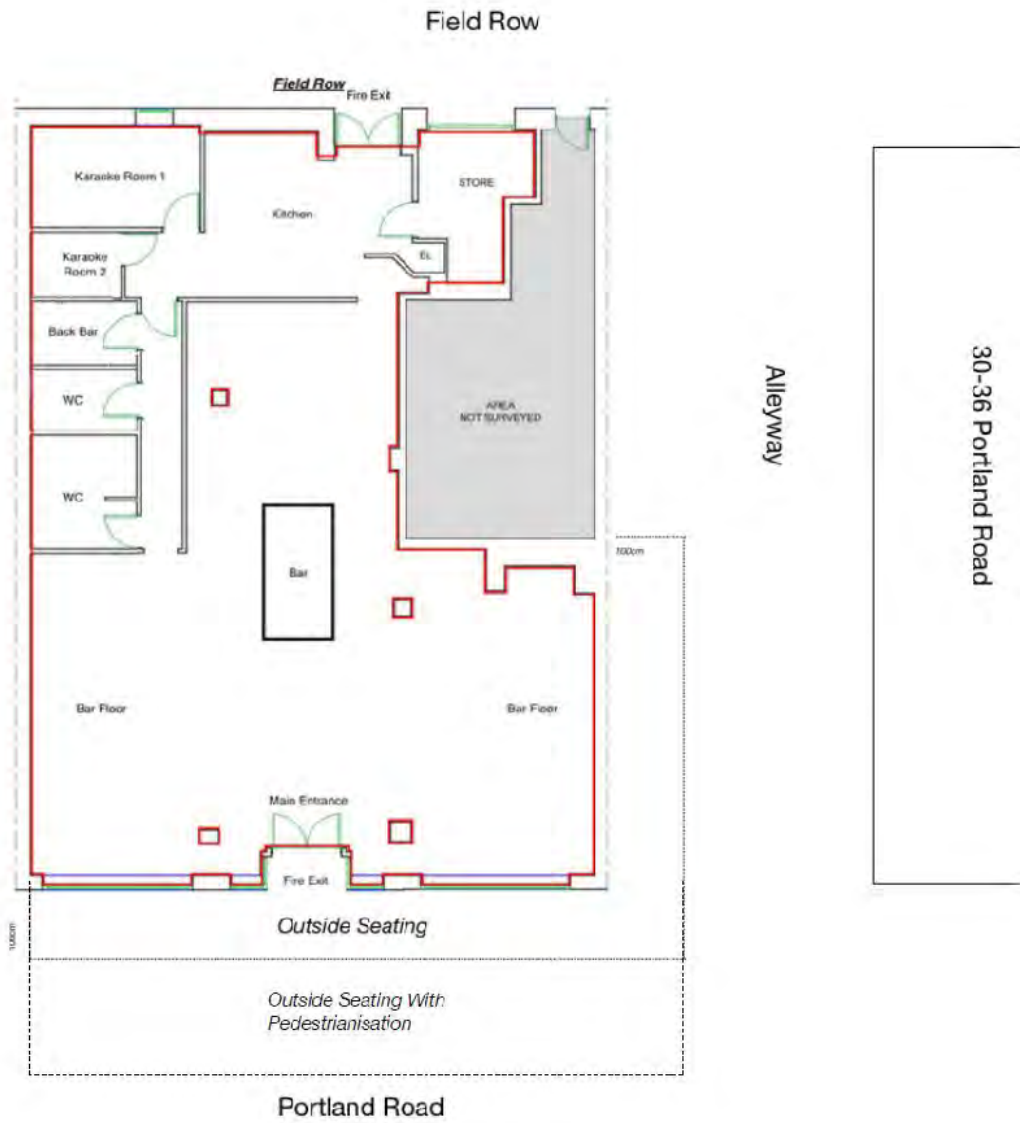 Field Row
Field Row
Fire Exit
Karaoke Room 1
STORE
Kitchen
Karaoke
Room 2
EL
Back Bar
WC
AREA
NOT SURVEYED
Alleyway
30-36 Portland Road
WC
100cm
Bar
Bar Floor
Bar Floor
Main Entrance
Fire Exit
Outside Seating
100cm
Outside Seating With
Pedestrianisation
Portland Road